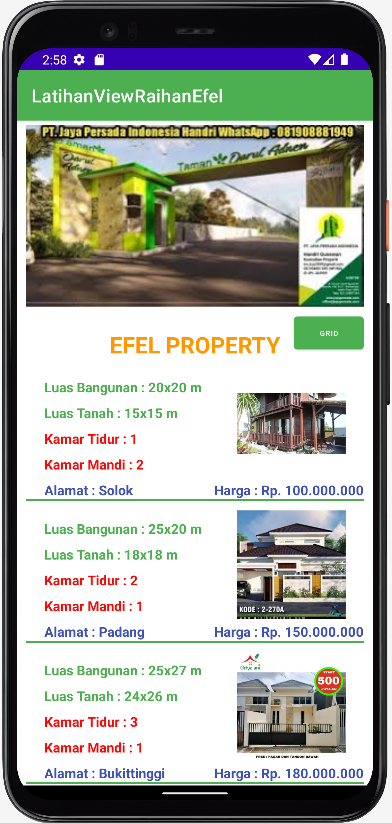 2:58
LatihanViewRaihanEfel
PT. Jaya Persada Indonesia Handri WhatsApp : 081908881949
Taman Darul Adnen
PT. JAYA PERSADA INDONESIA
Handri Gunawan
GRID
EFEL PROPERTY
Luas Bangunan : 20x20 m
Luas Tanah : 15x15 m
Kamar Tidur : 1
Kamar Mandi : 2
Alamat : Solok
Harga : Rp. 100.000.000
Luas Bangunan : 25x20 m
Luas Tanah : 18x18 m
Kamar Tidur : 2
Kamar Mandi : 1
KODE : 2-270A
Alamat : Padang
Harga : Rp. 150.000.000
Luas Bangunan : 25x27 m
Luas Tanah : 24x26 m
Kamar Tidur : 3
Kamar Mandi : 1
START
500
Alamat : Bukittinggi
Harga : Rp. 180.000.000